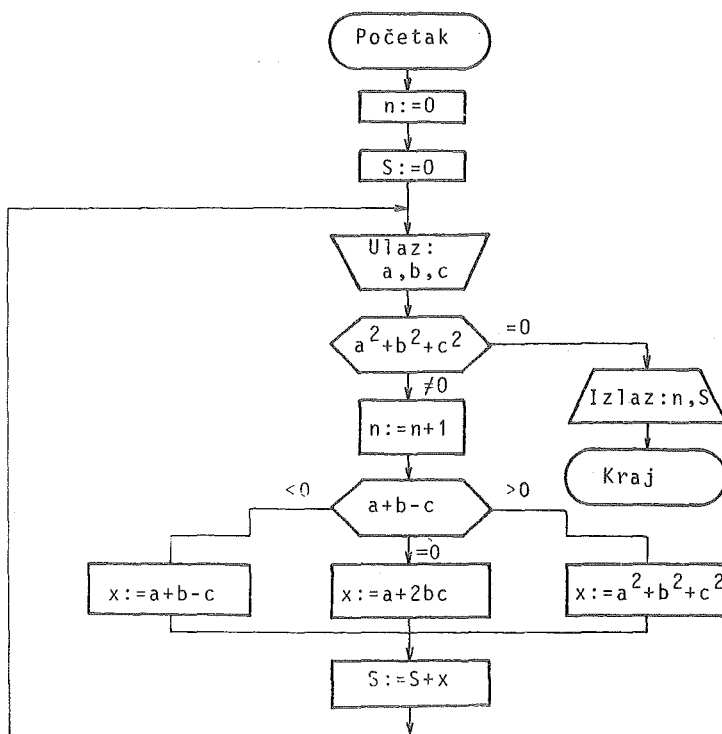 Početak
n:=0
S:=0
Ulaz:
a,b,c
a²+b²+c²
=0
≠0
Izlaz:n,S
n:=n+1
Kraj
<0
a+b-c
>0
=0
x:=a+b-c
x:=a+2bc
x:=a²+b²+c²
S:=S+x